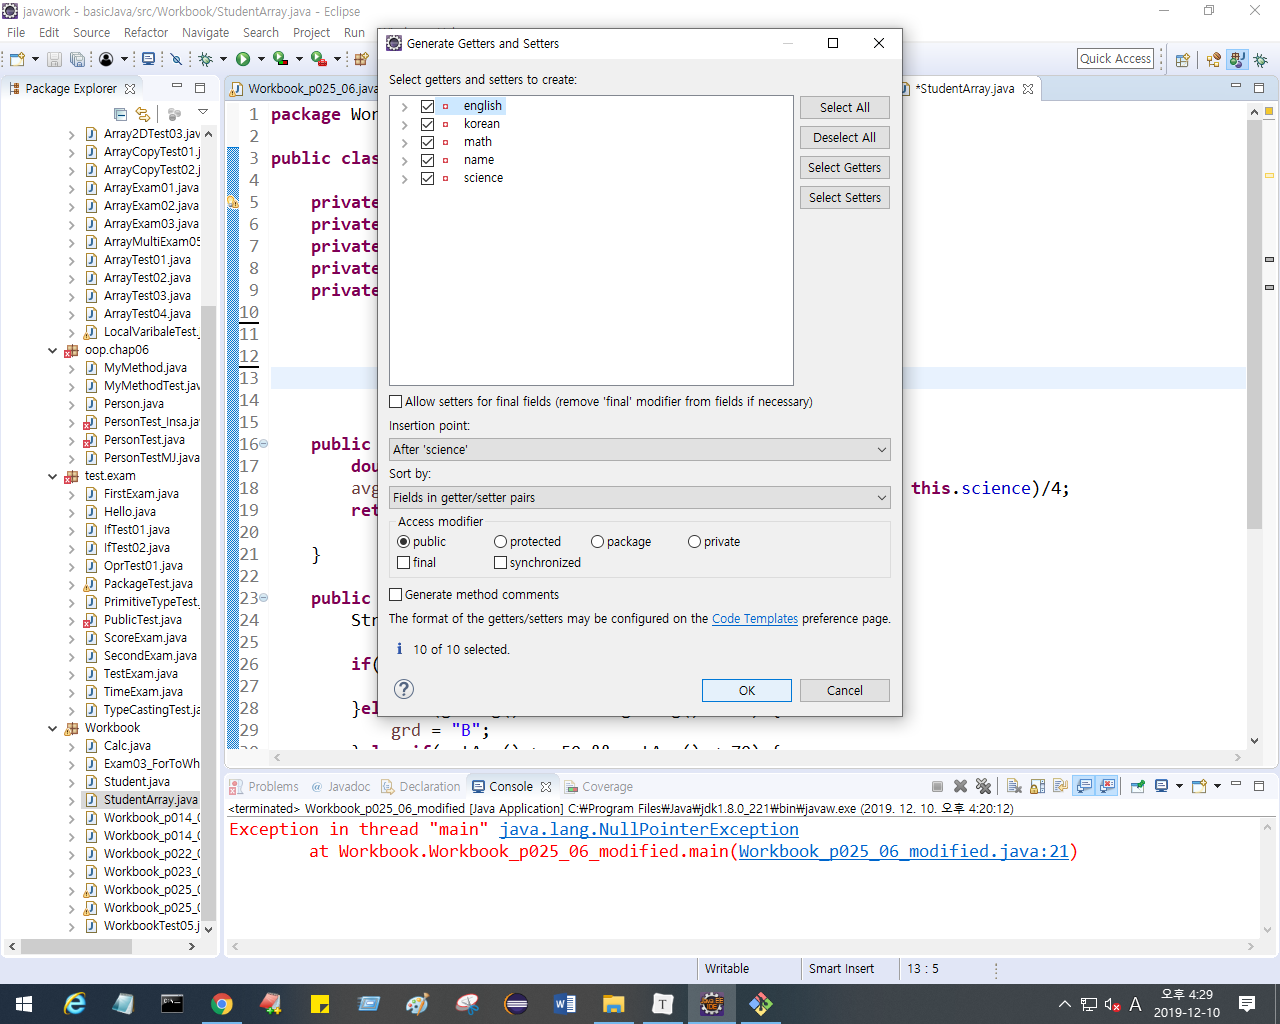 javawork - basicJava/src/Workbook/StudentArray.java - Eclipse
File Edit Source Refactor Navigate Search Project Run
Quick Access
Package Explorer
Array2DTest03.jav
ArrayCopyTest01.j
ArrayCopyTest02.j
ArrayExam01.java
ArrayExam02.java
ArrayExam03.java
ArrayMultiExam05
ArrayTest01.java
ArrayTest02.java
ArrayTest03.java
ArrayTest04.java
LocalVaribaleTest.
oop.chap06
MyMethod.java
MyMethodTest.jav
Person.java
PersonTest_Insa.ja
PersonTest.java
PersonTestMJ.java
test.exam
FirstExam.java
Hello.java
IfTest01.java
IfTest02.java
OprTest01.java
PackageTest.java
PrimitiveTypeTest.
PublicTest.java
ScoreExam.java
SecondExam.java
TestExam.java
TimeExam.java
TypeCastingTest.ja
Workbook
Calc.java
Exam03_ForToWh
Student.java
StudentArray.java
Workbook_p014_0
Workbook_p014_0
Workbook_p022_0
Workbook_p023_0
Workbook_p025_0
Workbook_p025_0
WorkbookTest05.j
Workbook_p025_06.java
*StudentArray.java
1 package Wor
2
3 public clas
4
5 private
6 private
7 private
8 private
9 private
10
11
12
13
14
15
16 public
17 dou
18 avg this.science)/4;
19 ret
20
21 }
22
23 public
24 Str
25
26 if(
27
28 }el
29 grd = "B";
Generate Getters and Setters
Select getters and setters to create:
english
korean
math
name
science
Select All
Deselect All
Select Getters
Select Setters
Allow setters for final fields (remove 'final' modifier from fields if necessary)
Insertion point:
After 'science'
Sort by:
Fields in getter/setter pairs
Access modifier
public protected package private
final synchronized
Generate method comments
The format of the getters/setters may be configured on the Code Templates preference page.
10 of 10 selected.
OK Cancel
Problems Javadoc Declaration Console Coverage
<terminated> Workbook_p025_06_modified [Java Application] C:₩Program Files₩Java₩jdk1.8.0_221₩bin₩javaw.exe (2019. 12. 10. 오후 4:20:12)
Exception in thread "main" java.lang.NullPointerException
at Workbook.Workbook_p025_06_modified.main(Workbook_p025_06_modified.java:21)
Writable Smart Insert 13 : 5
A
오후 4:29
2019-12-10